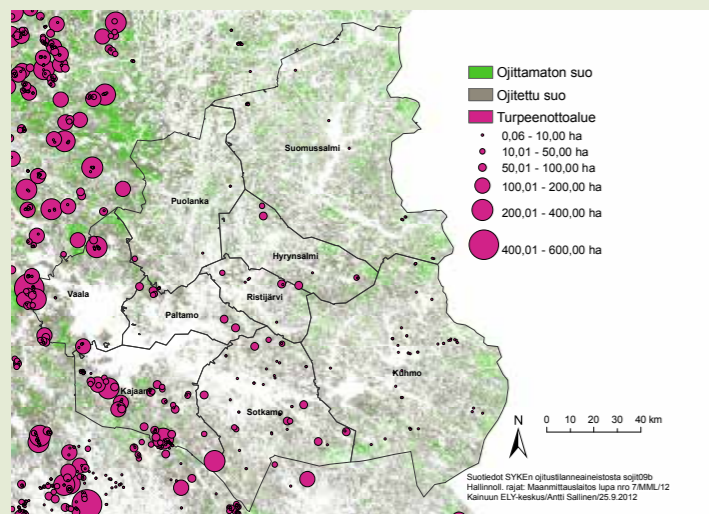 Ojittamaton suo
Ojitettu suo
Turpeenottoalue
0,06 - 10,00 ha
10,01 - 50,00 ha
50,01 - 100,00 ha
100,01 - 200,00 ha
200,01 - 400,00 ha
400,01 - 600,00 ha
Suomussalmi
Puolanka
Hyrynsalmi
Vaala
Ristijärvi
Paltamo
Kajaani
Kuhmo
Sotkamo
N
0 10 20 30 40 km
Suotiedot SYKEn ojitustilanneaineistosta sojit09b
Hallinnoll. rajat: Maanmittauslaitos lupa nro 7/MML/12
Kainuun ELY-keskus/Antti Sallinen/25.9.2012